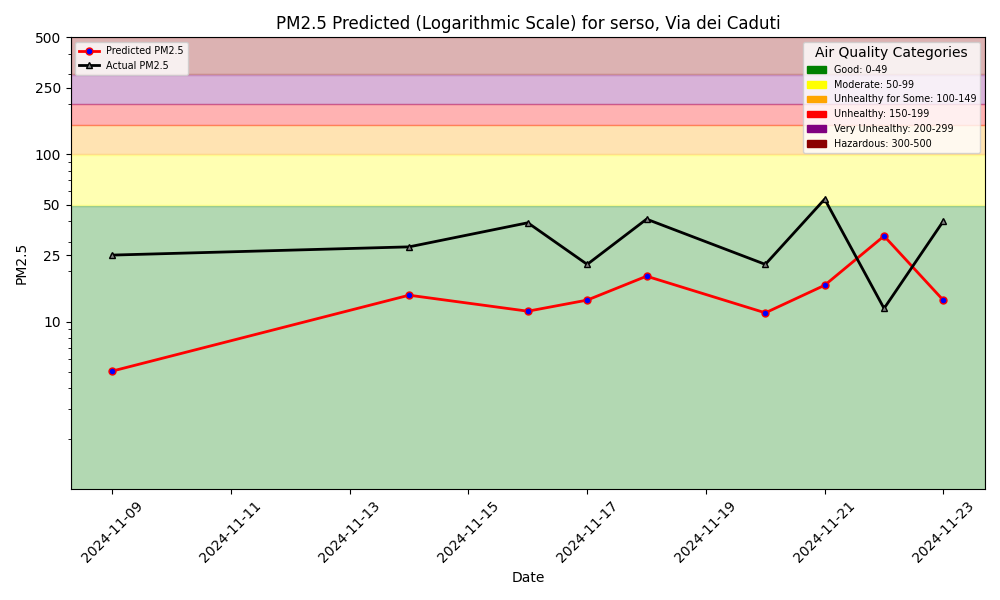 PM2.5 Predicted (Logarithmic Scale) for serso, Via dei Caduti
Predicted PM2.5
Actual PM2.5
Air Quality Categories
Good: 0-49
Moderate: 50-99
Unhealthy for Some: 100-149
Unhealthy: 150-199
Very Unhealthy: 200-299
Hazardous: 300-500
500
250
100
50
25
10
PM2.5
2024-11-09
2024-11-11
2024-11-13
2024-11-15
2024-11-17
2024-11-19
2024-11-21
2024-11-23
Date